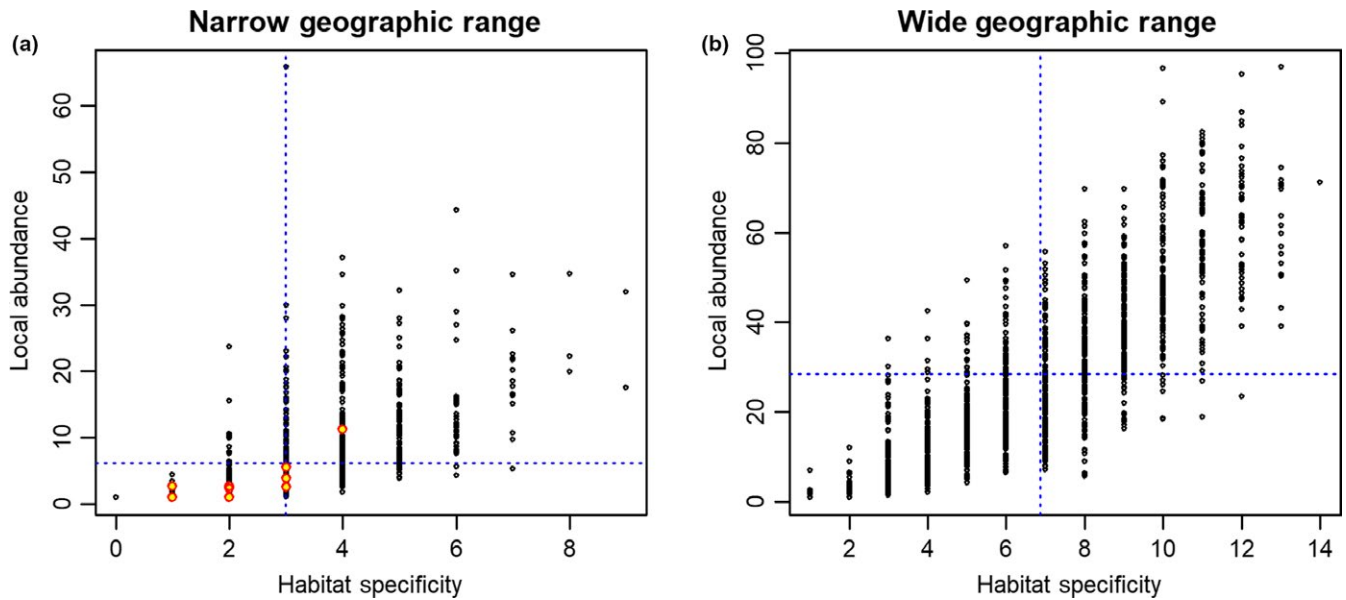 Narrow geographic range
(a)
Local abundance
60
50
40
30
20
10
0
0 2 4 6 8
Habitat specificity
Wide geographic range
(b)
Local abundance
100
80
60
40
20
0
2 4 6 8 10 12 14
Habitat specificity